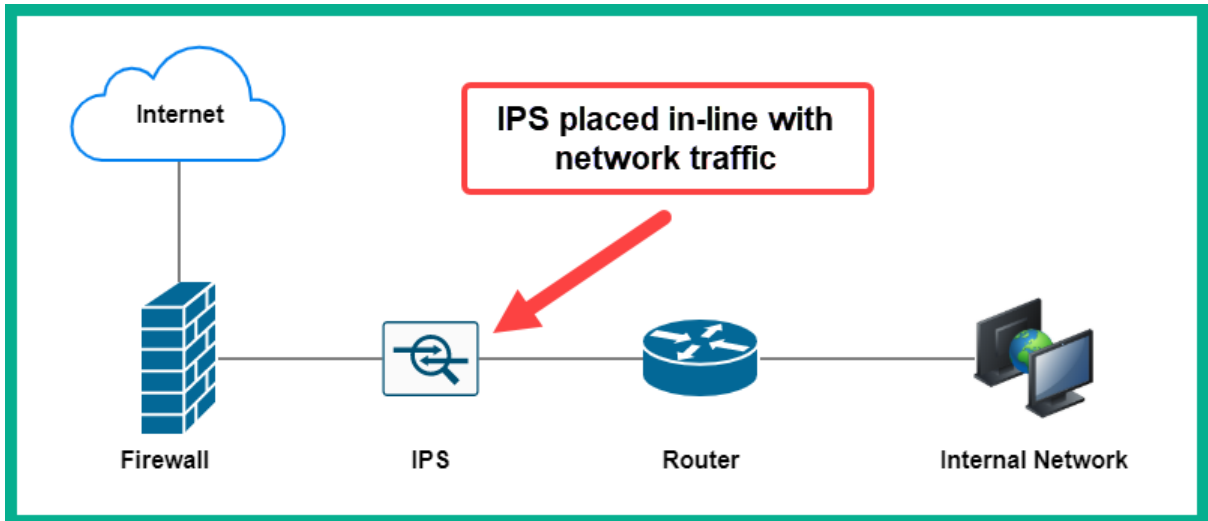 Internet
IPS placed in-line with
network traffic
Firewall
IPS
Router
Internal Network